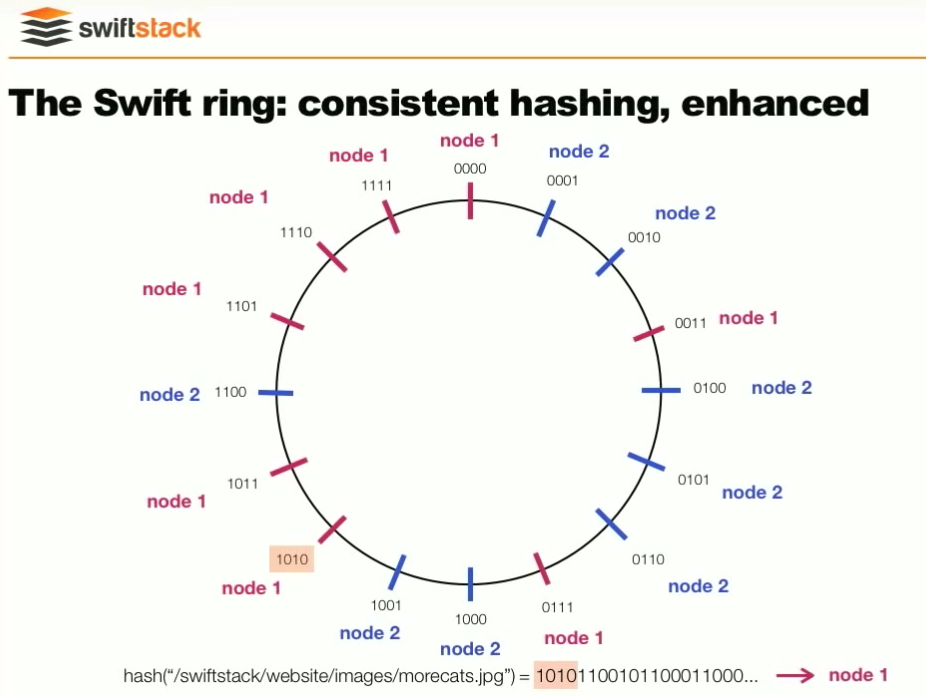 swiftstack
The Swift ring: consistent hashing, enhanced
node 1
0000
node 2
0001
node 2
0010
0011 node 1
0100 node 2
0101
node 2
0110
node 2
0111
node 1
1000
node 2
1001
node 2
1010
node 1
1011
node 1
node 2 1100
node 1
1101
node 1
1110
node 1
1111
hash("/swiftstack/website/images/morecats.jpg") = 10101100101100011000... node 1